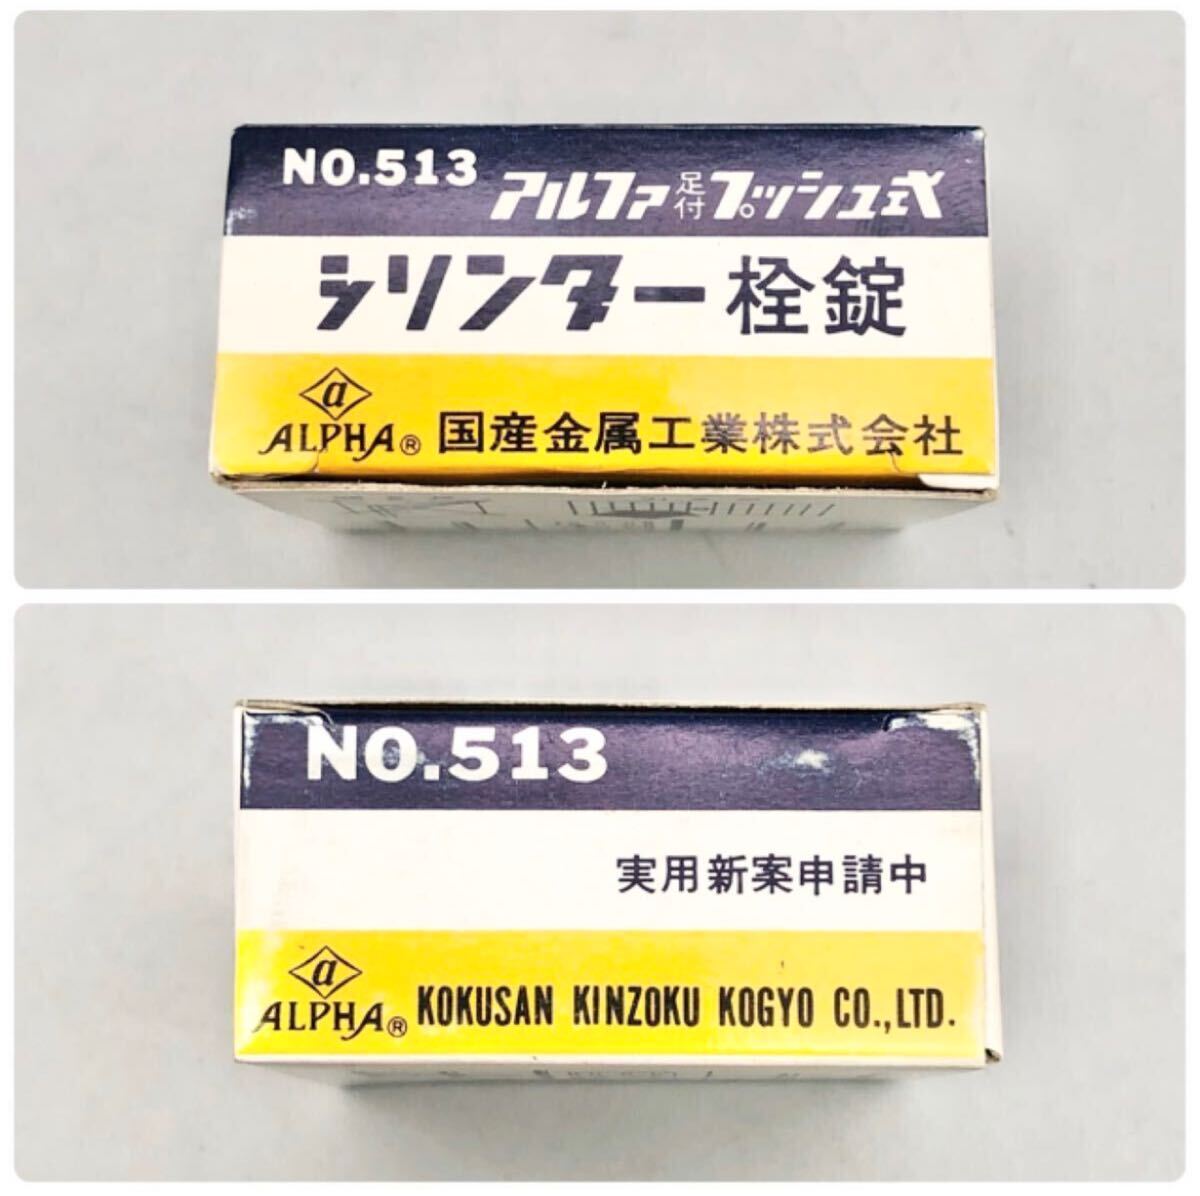 NO.513 アルファ足付プッシュ式
シリンダー栓錠
α
ALPHA® 国産金属工業株式会社
NO.513
実用新案申請中
α
ALPHA® KOKUSAN KINZOKU KOGYO CO.,LTD.